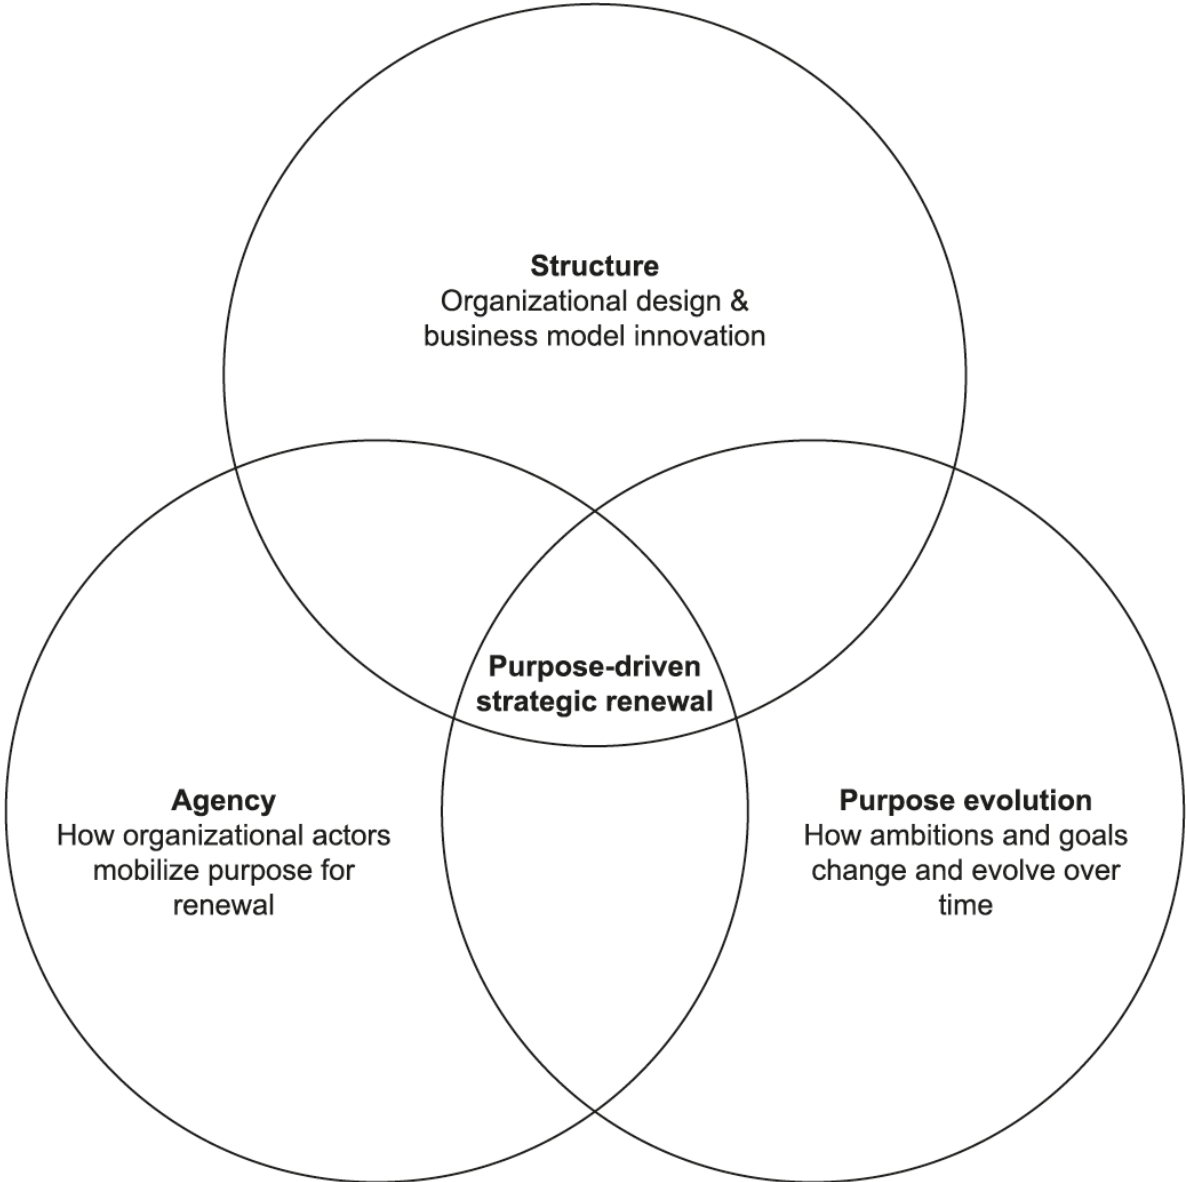 Structure
Organizational design &
business model innovation
Purpose-driven
strategic renewal
Agency
How organizational actors
mobilize purpose for
renewal
Purpose evolution
How ambitions and goals
change and evolve over
time